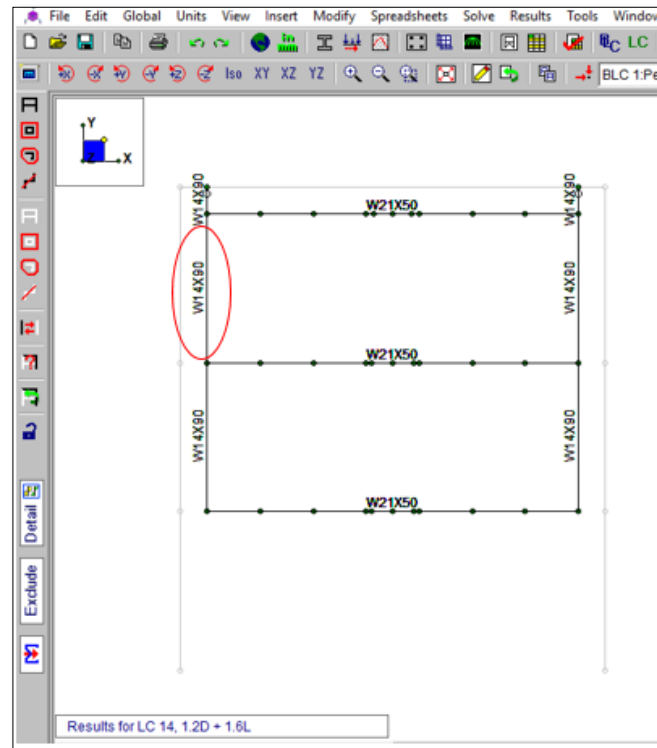 File Edit Global Units View Insert Modify Spreadsheets Solve Results Tools Window
LC
Iso XY XZ YZ BLC 1:Pe
Y
Z X
W14X90 W21X50 W14X90
W14X90 W14X90
W21X50
W14X90 W14X90
W21X50
Detail
Exclude
Results for LC 14, 1.2D + 1.6L